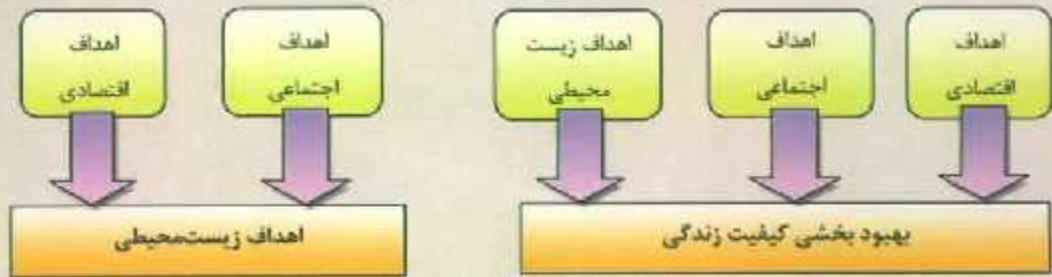 اهداف
اقتصادی
اهداف
اجتماعی
اهداف زیست
محیطی
بهبود بخشی کیفیت زندگی
اهداف
اجتماعی
اهداف
اقتصادی
اهداف زیست‌محیطی